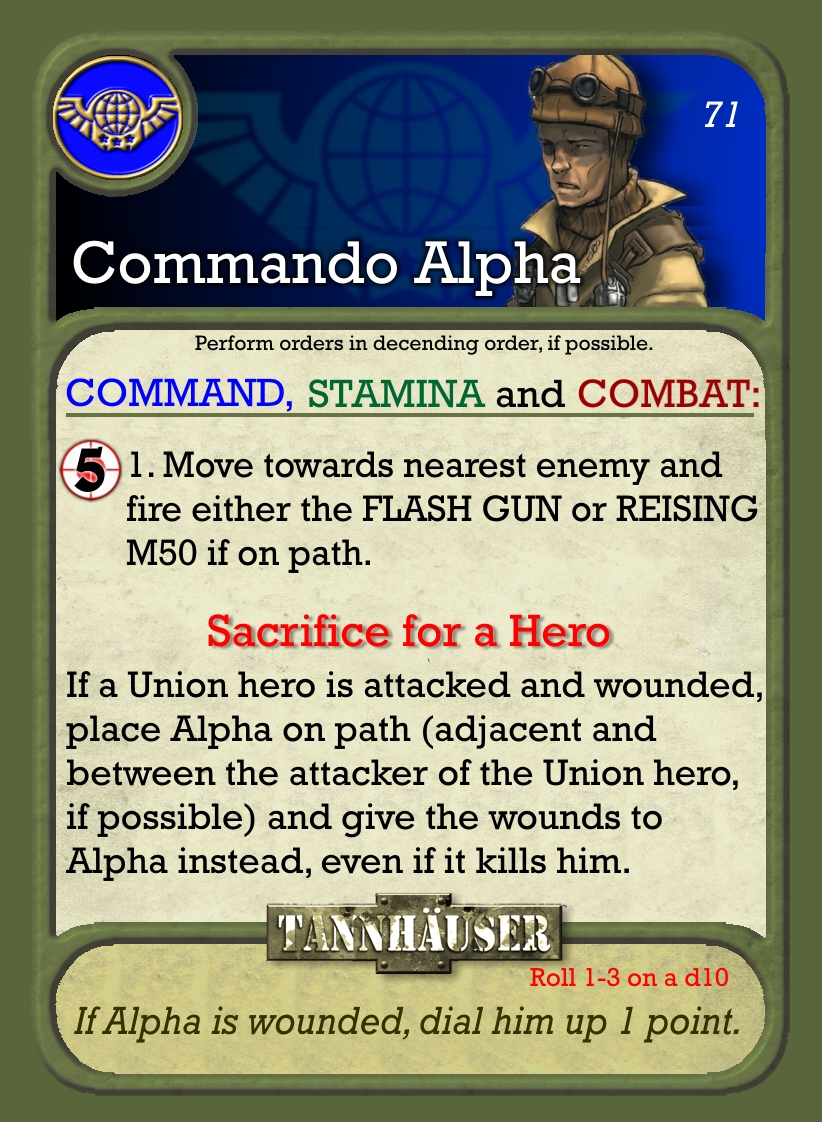 71
Commando Alpha
Perform orders in decending order, if possible.
COMMAND, STAMINA and COMBAT:
5 1. Move towards nearest enemy and
fire either the FLASH GUN or REISING
M50 if on path.
Sacrifice for a Hero
If a Union hero is attacked and wounded,
place Alpha on path (adjacent and
between the attacker of the Union hero,
if possible) and give the wounds to
Alpha instead, even if it kills him.
TANNHÄUSER
Roll 1-3 on a d10
If Alpha is wounded, dial him up 1 point.